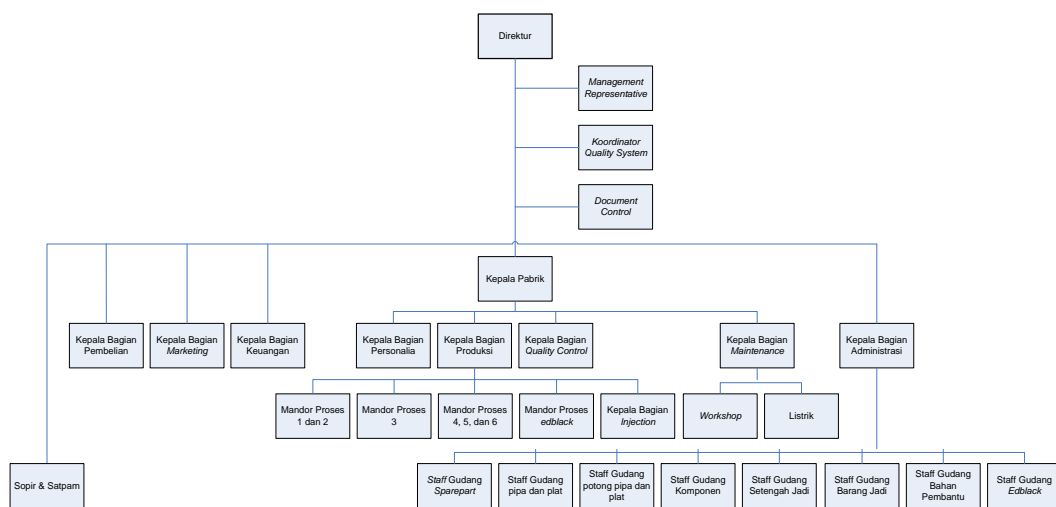 Direktur
Management
Representative
Koordinator
Quality System
Document
Control
Kepala Pabrik
Kepala Bagian
Pembelian
Kepala Bagian
Marketing
Kepala Bagian
Keuangan
Kepala Bagian
Personalia
Kepala Bagian
Produksi
Kepala Bagian
Quality Control
Kepala Bagian
Maintenance
Kepala Bagian
Administrasi
Mandor Proses
1 dan 2
Mandor Proses
3
Mandor Proses
4, 5, dan 6
Mandor Proses
edblack
Kepala Bagian
Injection
Workshop
Listrik
Sopir & Satpam
Staff Gudang
Sparepart
Staff Gudang
pipa dan plat
Staff Gudang
potong pipa dan
plat
Staff Gudang
Komponen
Staff Gudang
Setengah Jadi
Staff Gudang
Barang Jadi
Staff Gudang
Bahan
Pembantu
Staff Gudang
Edblack